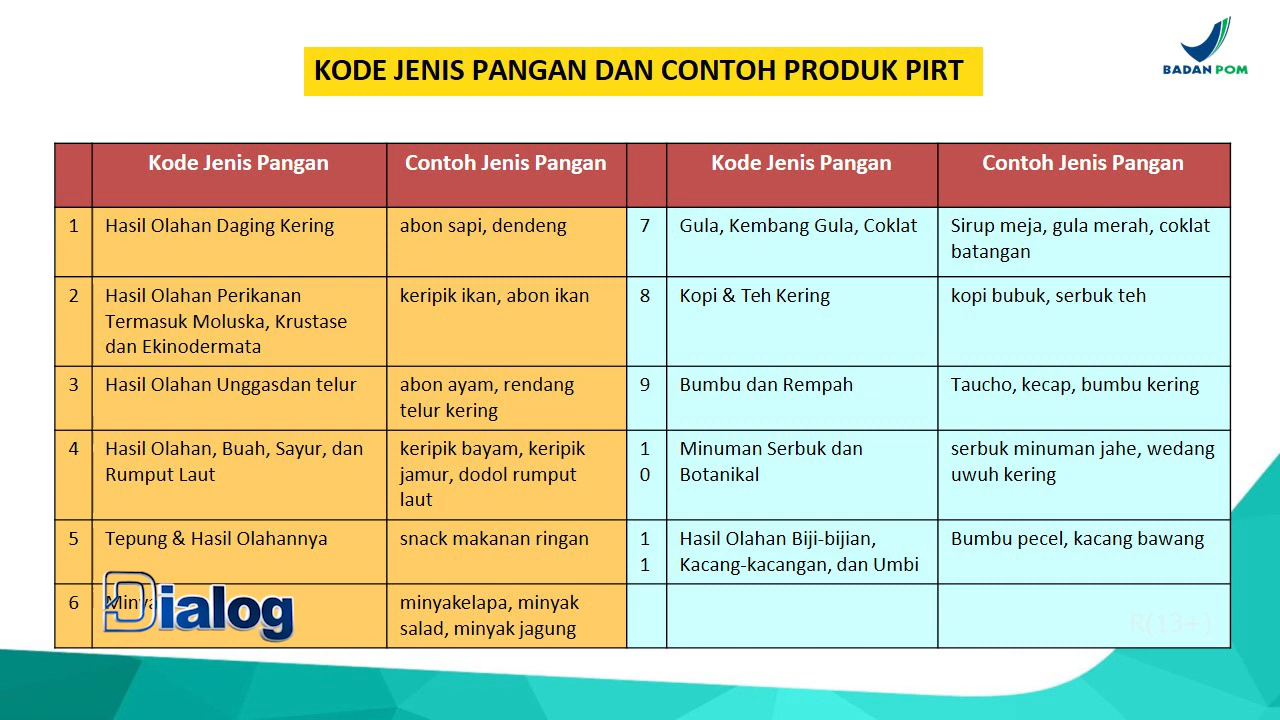 BADAN POM
KODE JENIS PANGAN DAN CONTOH PRODUK PIRT
Kode Jenis Pangan
Contoh Jenis Pangan
Kode Jenis Pangan
Contoh Jenis Pangan
1
Hasil Olahan Daging Kering
abon sapi, dendeng
7
Gula, Kembang Gula, Coklat
Sirup meja, gula merah, coklat
batangan
2
Hasil Olahan Perikanan
Termasuk Moluska, Krustase
dan Ekinodermata
keripik ikan, abon ikan
8
Kopi & Teh Kering
kopi bubuk, serbuk teh
3
Hasil Olahan Unggasdan telur
abon ayam, rendang
telur kering
9
Bumbu dan Rempah
Taucho, kecap, bumbu kering
4
Hasil Olahan, Buah, Sayur, dan
Rumput Laut
keripik bayam, keripik
jamur, dodol rumput
laut
1
0
Minuman Serbuk dan
Botanikal
serbuk minuman jahe, wedang
uwuh kering
5
Tepung & Hasil Olahannya
snack makanan ringan
1
1
Hasil Olahan Biji-bijian,
Kacang-kacangan, dan Umbi
Bumbu pecel, kacang bawang
6
Dialog
minyakelapa, minyak
salad, minyak jagung
R(13+)